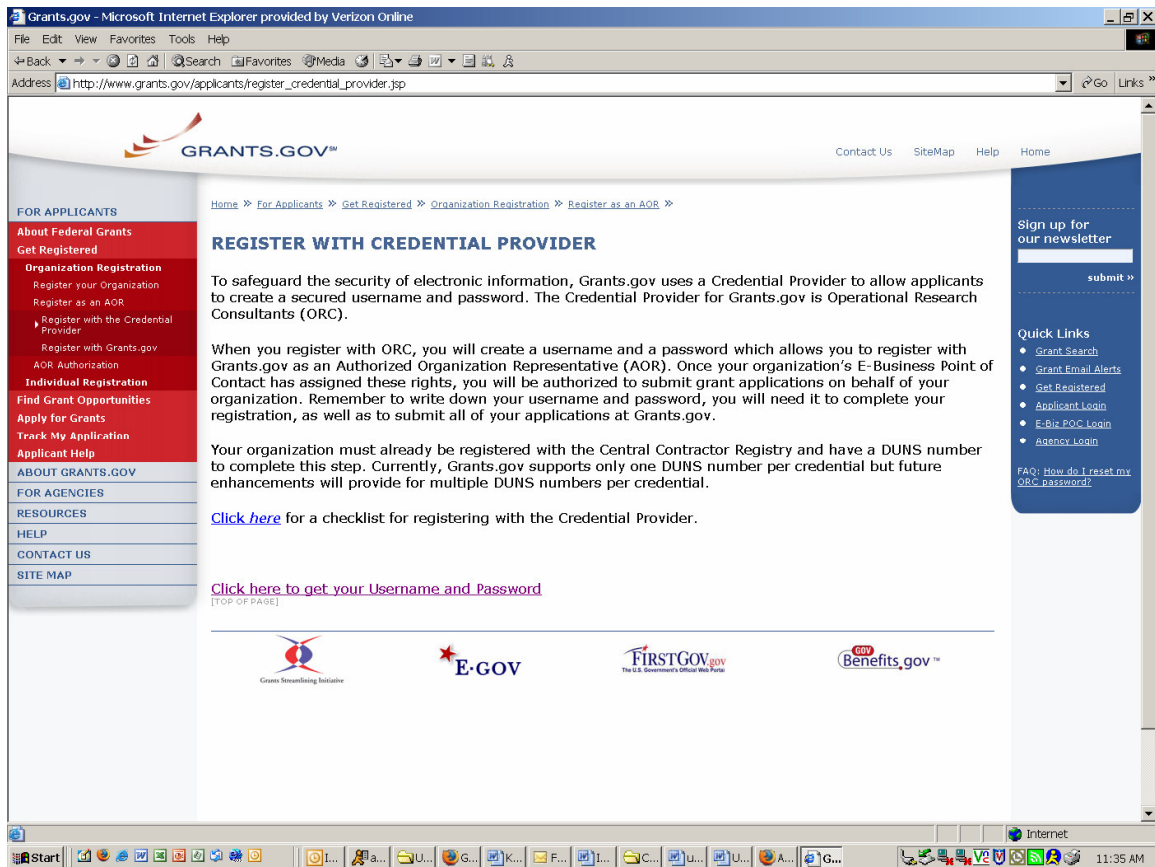 Grants.gov - Microsoft Internet Explorer provided by Verizon Online
File Edit View Favorites Tools Help
Back Search Favorites Media
Address http://www.grants.gov/applicants/register_credential_provider.jsp Go Links »
GRANTS.GOV℠
Contact Us SiteMap Help Home
FOR APPLICANTS
About Federal Grants
Get Registered
Organization Registration
Register your Organization
Register as an AOR
Register with the Credential
Provider
Register with Grants.gov
AOR Authorization
Individual Registration
Find Grant Opportunities
Apply for Grants
Track My Application
Applicant Help
ABOUT GRANTS.GOV
FOR AGENCIES
RESOURCES
HELP
CONTACT US
SITE MAP
Home » For Applicants » Get Registered » Organization Registration » Register as an AOR »
REGISTER WITH CREDENTIAL PROVIDER
To safeguard the security of electronic information, Grants.gov uses a Credential Provider to allow applicants
to create a secured username and password. The Credential Provider for Grants.gov is Operational Research
Consultants (ORC).
When you register with ORC, you will create a username and a password which allows you to register with
Grants.gov as an Authorized Organization Representative (AOR). Once your organization's E-Business Point of
Contact has assigned these rights, you will be authorized to submit grant applications on behalf of your
organization. Remember to write down your username and password, you will need it to complete your
registration, as well as to submit all of your applications at Grants.gov.
Your organization must already be registered with the Central Contractor Registry and have a DUNS number
to complete this step. Currently, Grants.gov supports only one DUNS number per credential but future
enhancements will provide for multiple DUNS numbers per credential.
Click here for a checklist for registering with the Credential Provider.
Click here to get your Username and Password
[TOP OF PAGE]
Grants Streamlining Initiative
E-GOV
FIRSTGOV.gov
The U.S. Government's Official Web Portal
GOV
Benefits.gov ™
Sign up for
our newsletter
submit »
Quick Links
Grant Search
Grant Email Alerts
Get Registered
Applicant Login
E-Biz POC Login
Agency Login
FAQ: How do I reset my
ORC password?
Internet
Start I... a... U... G... K... F... I... C... u... U... A... G... 11:35 AM